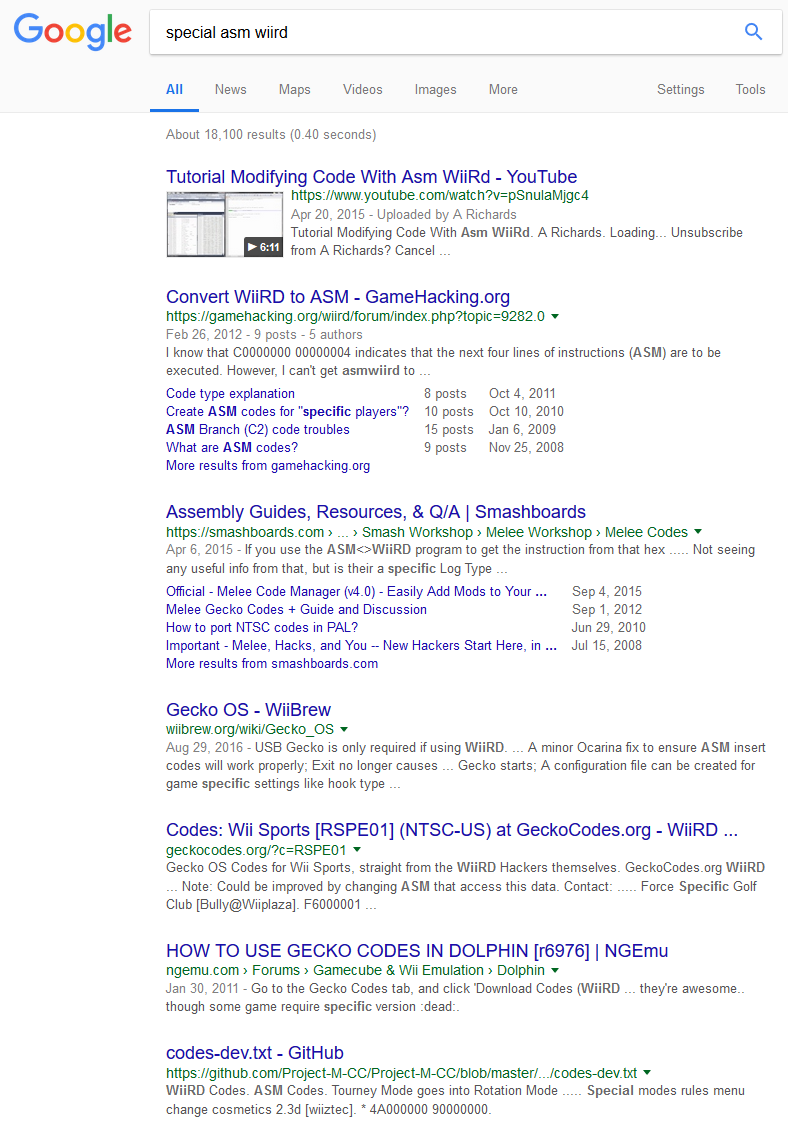 Google
special asm wiird
All News Maps Videos Images More Settings Tools
About 18,100 results (0.40 seconds)
Tutorial Modifying Code With Asm WiiRd - YouTube
https://www.youtube.com/watch?v=pSnulaMjgc4
Apr 20, 2015 - Uploaded by A Richards
Tutorial Modifying Code With Asm WiiRd. A Richards. Loading... Unsubscribe
from A Richards? Cancel ...
6:11
Convert WiiRD to ASM - GameHacking.org
https://gamehacking.org/wiird/forum/index.php?topic=9282.0
Feb 26, 2012 - 9 posts - 5 authors
I know that C0000000 00000004 indicates that the next four lines of instructions (ASM) are to be
executed. However, I can't get asmwiird to ...
Code type explanation 8 posts Oct 4, 2011
Create ASM codes for "specific players"? 10 posts Oct 10, 2010
ASM Branch (C2) code troubles 15 posts Jan 6, 2009
What are ASM codes? 9 posts Nov 25, 2008
More results from gamehacking.org
Assembly Guides, Resources, & Q/A | Smashboards
https://smashboards.com › ... › Smash Workshop › Melee Workshop › Melee Codes
Apr 6, 2015 - If you use the ASM<>WiiRD program to get the instruction from that hex ..... Not seeing
any useful info from that, but is their a specific Log Type ...
Official - Melee Code Manager (v4.0) - Easily Add Mods to Your ... Sep 4, 2015
Melee Gecko Codes + Guide and Discussion Sep 1, 2012
How to port NTSC codes in PAL? Jun 29, 2010
Important - Melee, Hacks, and You -- New Hackers Start Here, in ... Jul 15, 2008
More results from smashboards.com
Gecko OS - WiiBrew
wiibrew.org/wiki/Gecko_OS
Aug 29, 2016 - USB Gecko is only required if using WiiRD. ... A minor Ocarina fix to ensure ASM insert
codes will work properly; Exit no longer causes ... Gecko starts; A configuration file can be created for
game specific settings like hook type ...
Codes: Wii Sports [RSPE01] (NTSC-US) at GeckoCodes.org - WiiRD ...
geckocodes.org/?c=RSPE01
Gecko OS Codes for Wii Sports, straight from the WiiRD Hackers themselves. GeckoCodes.org WiiRD
... Note: Could be improved by changing ASM that access this data. Contact: ..... Force Specific Golf
Club [Bully@Wiiplaza]. F6000001 ...
HOW TO USE GECKO CODES IN DOLPHIN [r6976] | NGEmu
ngemu.com › Forums › Gamecube & Wii Emulation › Dolphin
Jan 30, 2011 - Go to the Gecko Codes tab, and click 'Download Codes (WiiRD ... they're awesome..
though some game require specific version :dead:.
codes-dev.txt - GitHub
https://github.com/Project-M-CC/Project-M-CC/blob/master/.../codes-dev.txt
WiiRD Codes. ASM Codes. Tourney Mode goes into Rotation Mode ..... Special modes rules menu
change cosmetics 2.3d [wiiztec]. * 4A000000 90000000.